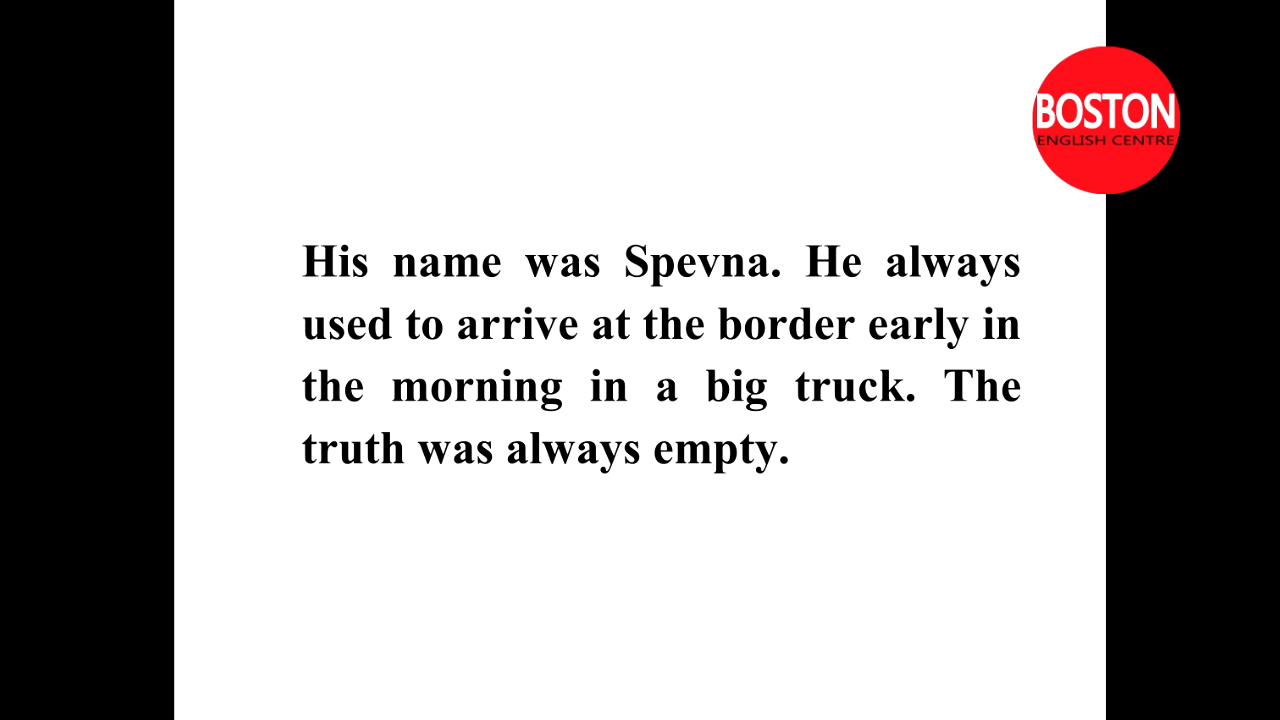 BOSTON
ENGLISH CENTRE
His name was Spevna. He always
used to arrive at the border early in
the morning in a big truck. The
truth was always empty.